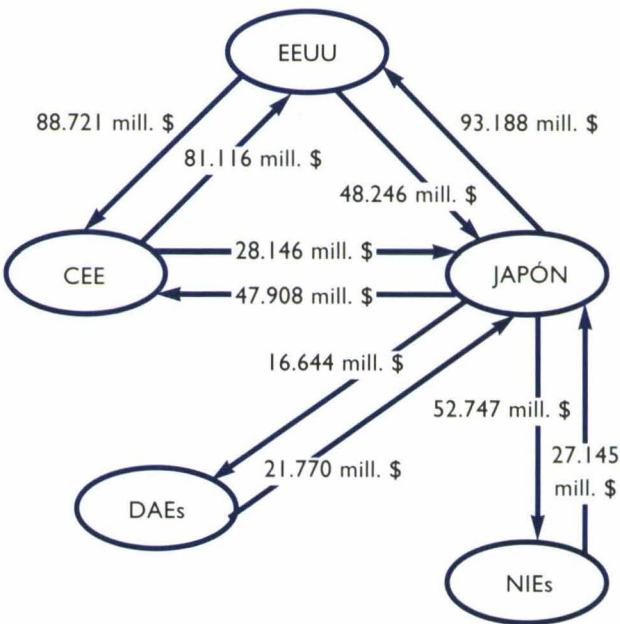 EEUU
88.721 mill. $
93.188 mill. $
81.116 mill. $
48.246 mill. $
CEE
28.146 mill. $
JAPÓN
47.908 mill. $
16.644 mill. $
52.747 mill. $
21.770 mill. $
27.145
mill. $
DAEs
NIEs